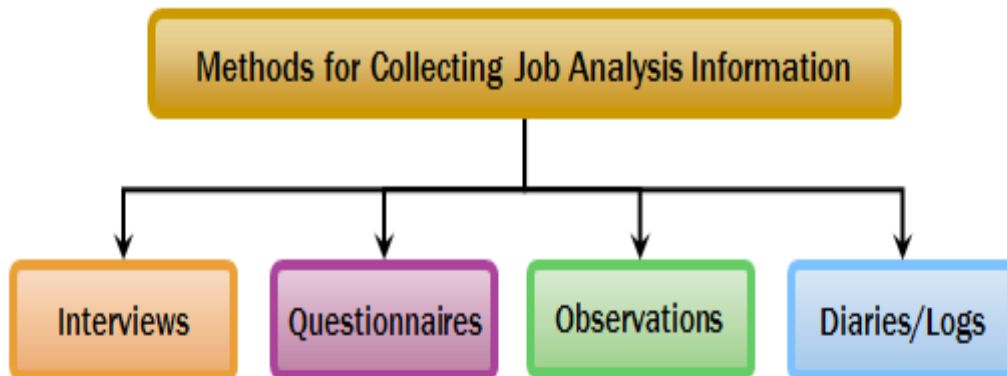 Methods for Collecting Job Analysis Information
Interviews
Questionnaires
Observations
Diaries/Logs